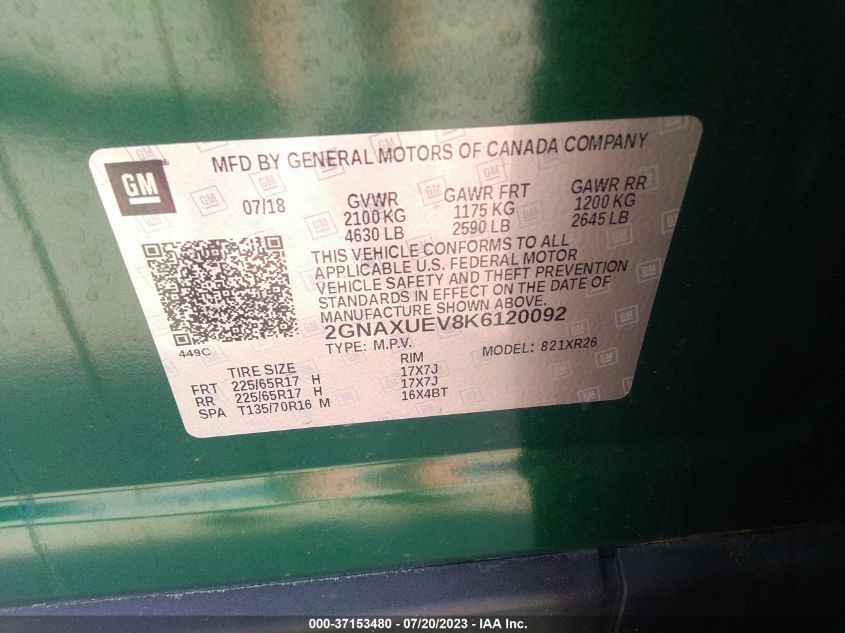 GM
MFD BY GENERAL MOTORS OF CANADA COMPANY
07/18
GVWR GAWR FRT GAWR RR
2100 KG 1175 KG 1200 KG
4630 LB 2590 LB 2645 LB
THIS VEHICLE CONFORMS TO ALL
APPLICABLE U.S. FEDERAL MOTOR
VEHICLE SAFETY AND THEFT PREVENTION
STANDARDS IN EFFECT ON THE DATE OF
MANUFACTURE SHOWN ABOVE.
2GNAXUEV8K6120092
TYPE: M.P.V. MODEL: 821XR26
449C
TIRE SIZE RIM
FRT 225/65R17 H 17X7J
RR 225/65R17 H 17X7J
SPA T135/70R16 M 16X4BT
000-37153480 - 07/20/2023 - IAA Inc.